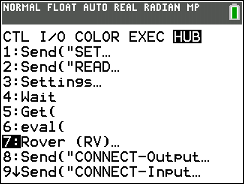 NORMAL FLOAT AUTO REAL RADIAN MP
CTL I/O COLOR EXEC HUB
1:Send("SET…
2:Send("READ…
3:Settings…
4:Wait
5:Get(
6:eval(
7:Rover (RV)…
8:Send("CONNECT-Output…
9↓Send("CONNECT-Input…